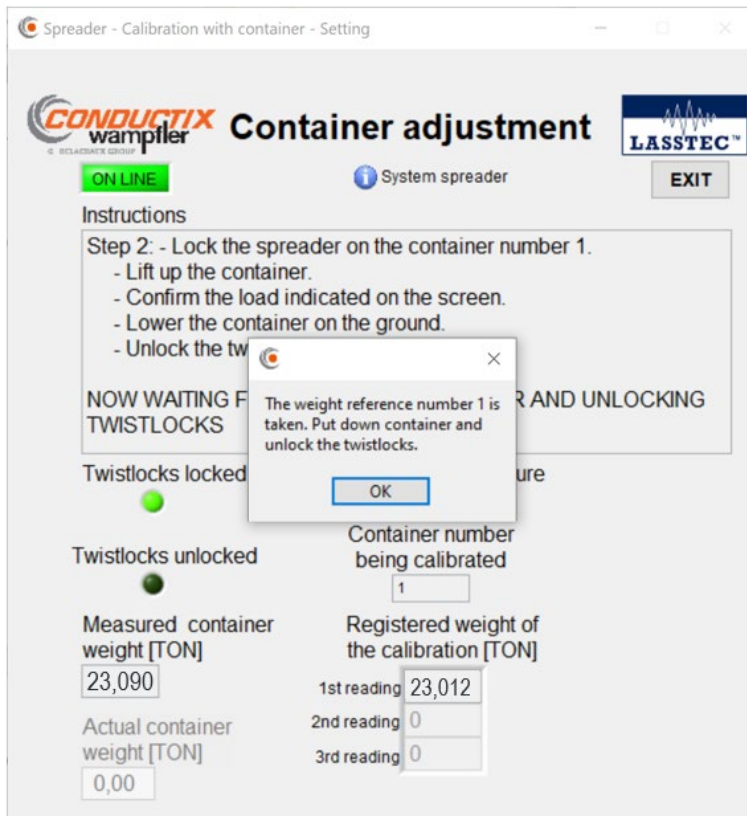 Spreader - Calibration with container - Setting
CONDUCTIX
wampfler
Container adjustment
LASSTEC™
ON LINE
System spreader
EXIT
Instructions
Step 2: - Lock the spreader on the container number 1.
- Lift up the container.
- Confirm the load indicated on the screen.
- Lower the container on the ground.
- Unlock the
NOW WAITING
R AND UNLOCKING
TWISTLOCKS
The weight reference number 1 is
taken. Put down container and
unlock the twistlocks.
OK
Twistlocks locked
Twistlocks unlocked
Container number
being calibrated
1
Measured container
weight [TON]
23,090
Registered weight of
the calibration [TON]
1st reading 23,012
2nd reading 0
3rd reading 0
Actual container
weight [TON]
0,00